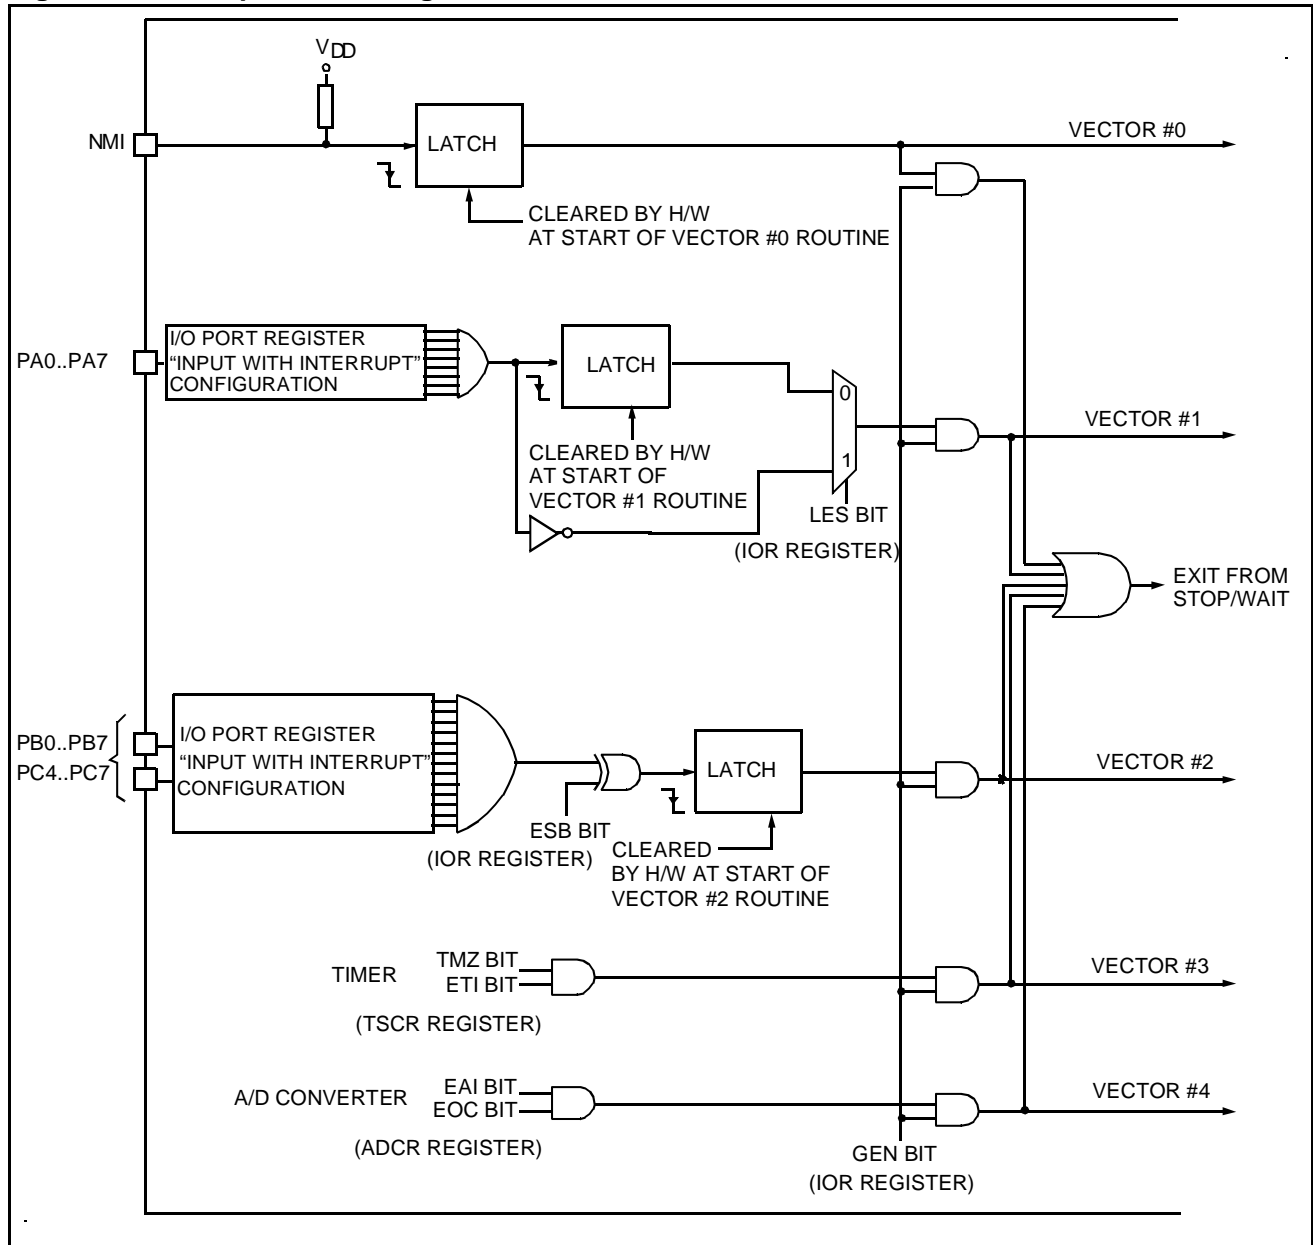 VDD
NMI
LATCH
VECTOR #0
CLEARED BY H/W
AT START OF VECTOR #0 ROUTINE
PA0..PA7
I/O PORT REGISTER
“INPUT WITH INTERRUPT”
CONFIGURATION
LATCH
0
1
VECTOR #1
CLEARED BY H/W
AT START OF
VECTOR #1 ROUTINE
LES BIT
(IOR REGISTER)
EXIT FROM
STOP/WAIT
PB0..PB7
PC4..PC7
I/O PORT REGISTER
“INPUT WITH INTERRUPT”
CONFIGURATION
LATCH
VECTOR #2
ESB BIT
(IOR REGISTER)
CLEARED
BY H/W AT START OF
VECTOR #2 ROUTINE
TIMER
TMZ BIT
ETI BIT
(TSCR REGISTER)
VECTOR #3
A/D CONVERTER
EAI BIT
EOC BIT
(ADCR REGISTER)
VECTOR #4
GEN BIT
(IOR REGISTER)